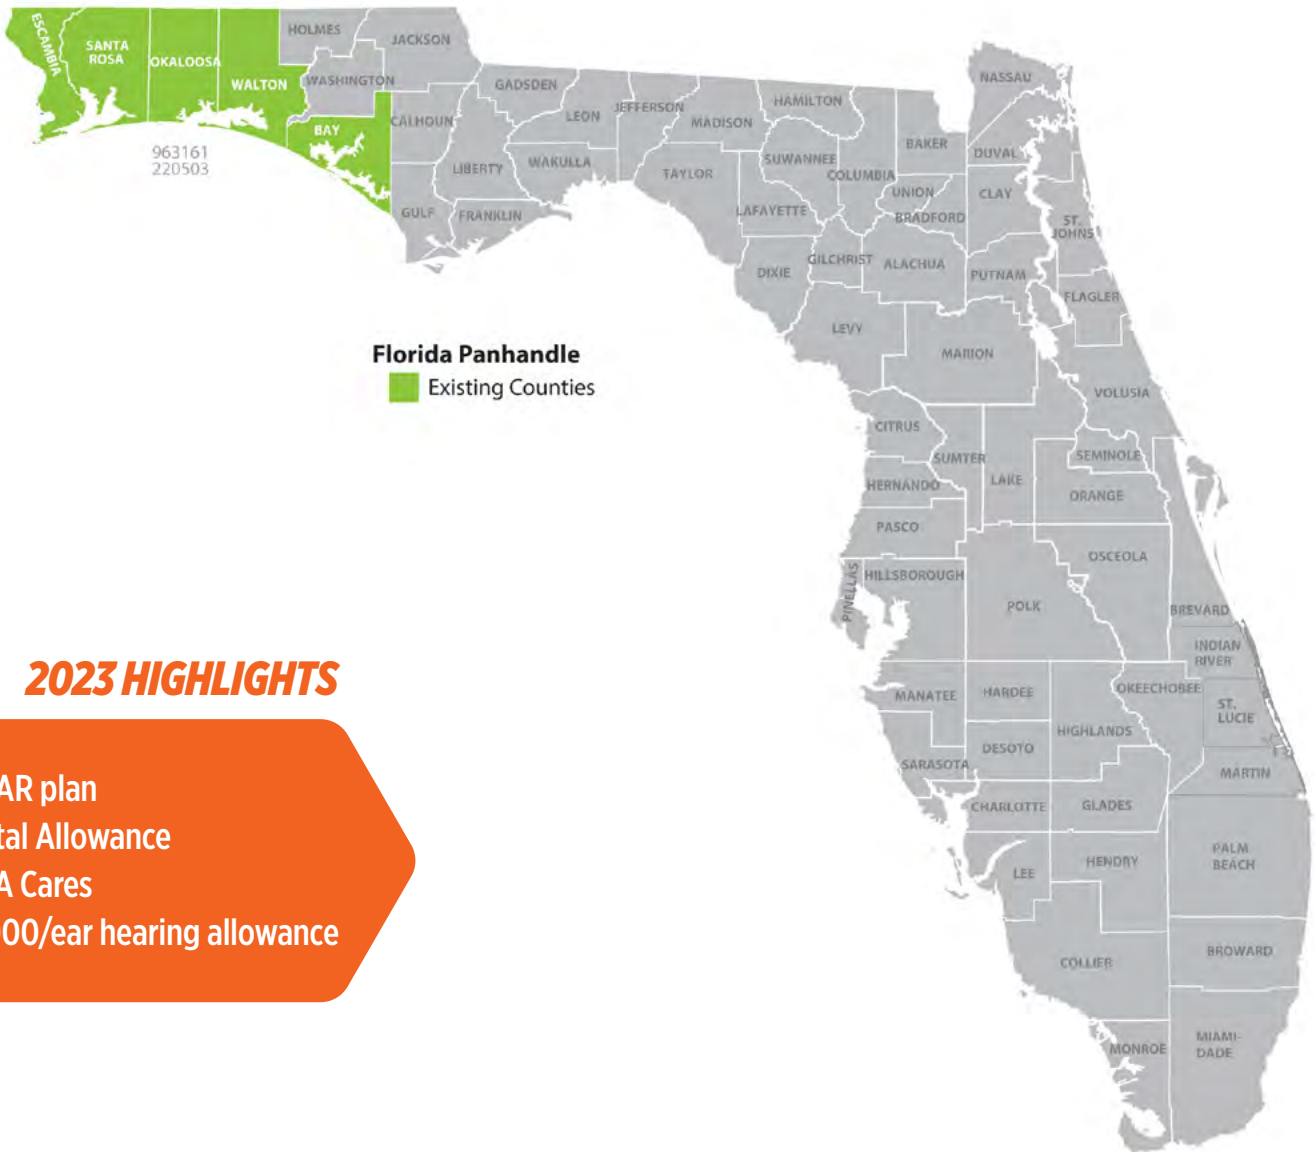 ESCAMBIA
SANTA
ROSA
OKALOOSA
WALTON
HOLMES
JACKSON
WASHINGTON
BAY
CALHOUN
GADSDEN
LEON
JEFFERSON
MADISON
HAMILTON
LIBERTY
WAKULLA
TAYLOR
SUWANNEE
COLUMBIA
GULF
FRANKLIN
LAFAYETTE
DIXIE
GILCHRIST
BAKER
NASSAU
DUVAL
UNION
BRADFORD
CLAY
ST.
JOHNS
ALACHUA
PUTNAM
FLAGLER
963161
220503
LEVY
MARION
VOLUSIA
Florida Panhandle
Existing Counties
CITRUS
SUMTER
LAKE
SEMINOLE
HERNANDO
ORANGE
PASCO
OSCEOLA
PINELLAS
HILLSBOROUGH
POLK
BREVARD
INDIAN
RIVER
MANATEE
HARDEE
OKEECHOBEE
ST.
LUCIE
HIGHLANDS
DESOTO
SARASOTA
MARTIN
CHARLOTTE
GLADES
LEE
HENDRY
PALM
BEACH
COLLIER
BROWARD
MONROE
MIAMI-
DADE
2023 HIGHLIGHTS
AR plan
tal Allowance
A Cares
000/ear hearing allowance